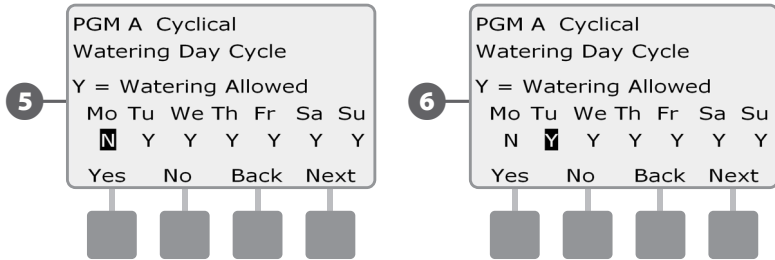 5
PGM A Cyclical
Watering Day Cycle
Y = Watering Allowed
Mo Tu We Th Fr Sa Su
N Y Y Y Y Y Y
Yes No Back Next
6
PGM A Cyclical
Watering Day Cycle
Y = Watering Allowed
Mo Tu We Th Fr Sa Su
N Y Y Y Y Y Y
Yes No Back Next